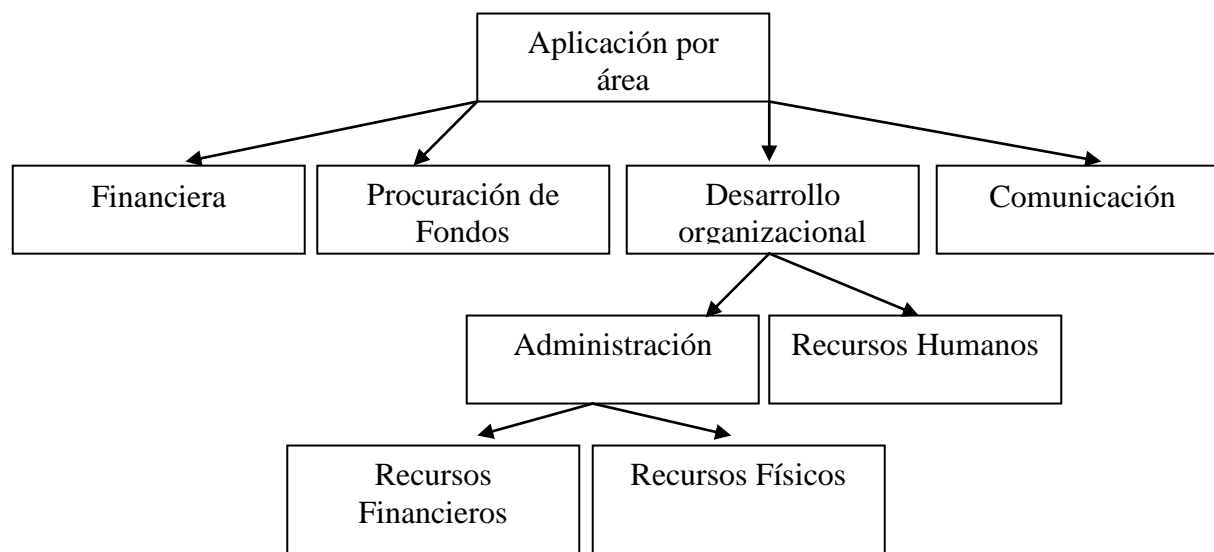 Aplicación por
área
Financiera
Procuración de
Fondos
Desarrollo
organizacional
Comunicación
Administración
Recursos Humanos
Recursos
Financieros
Recursos Físicos